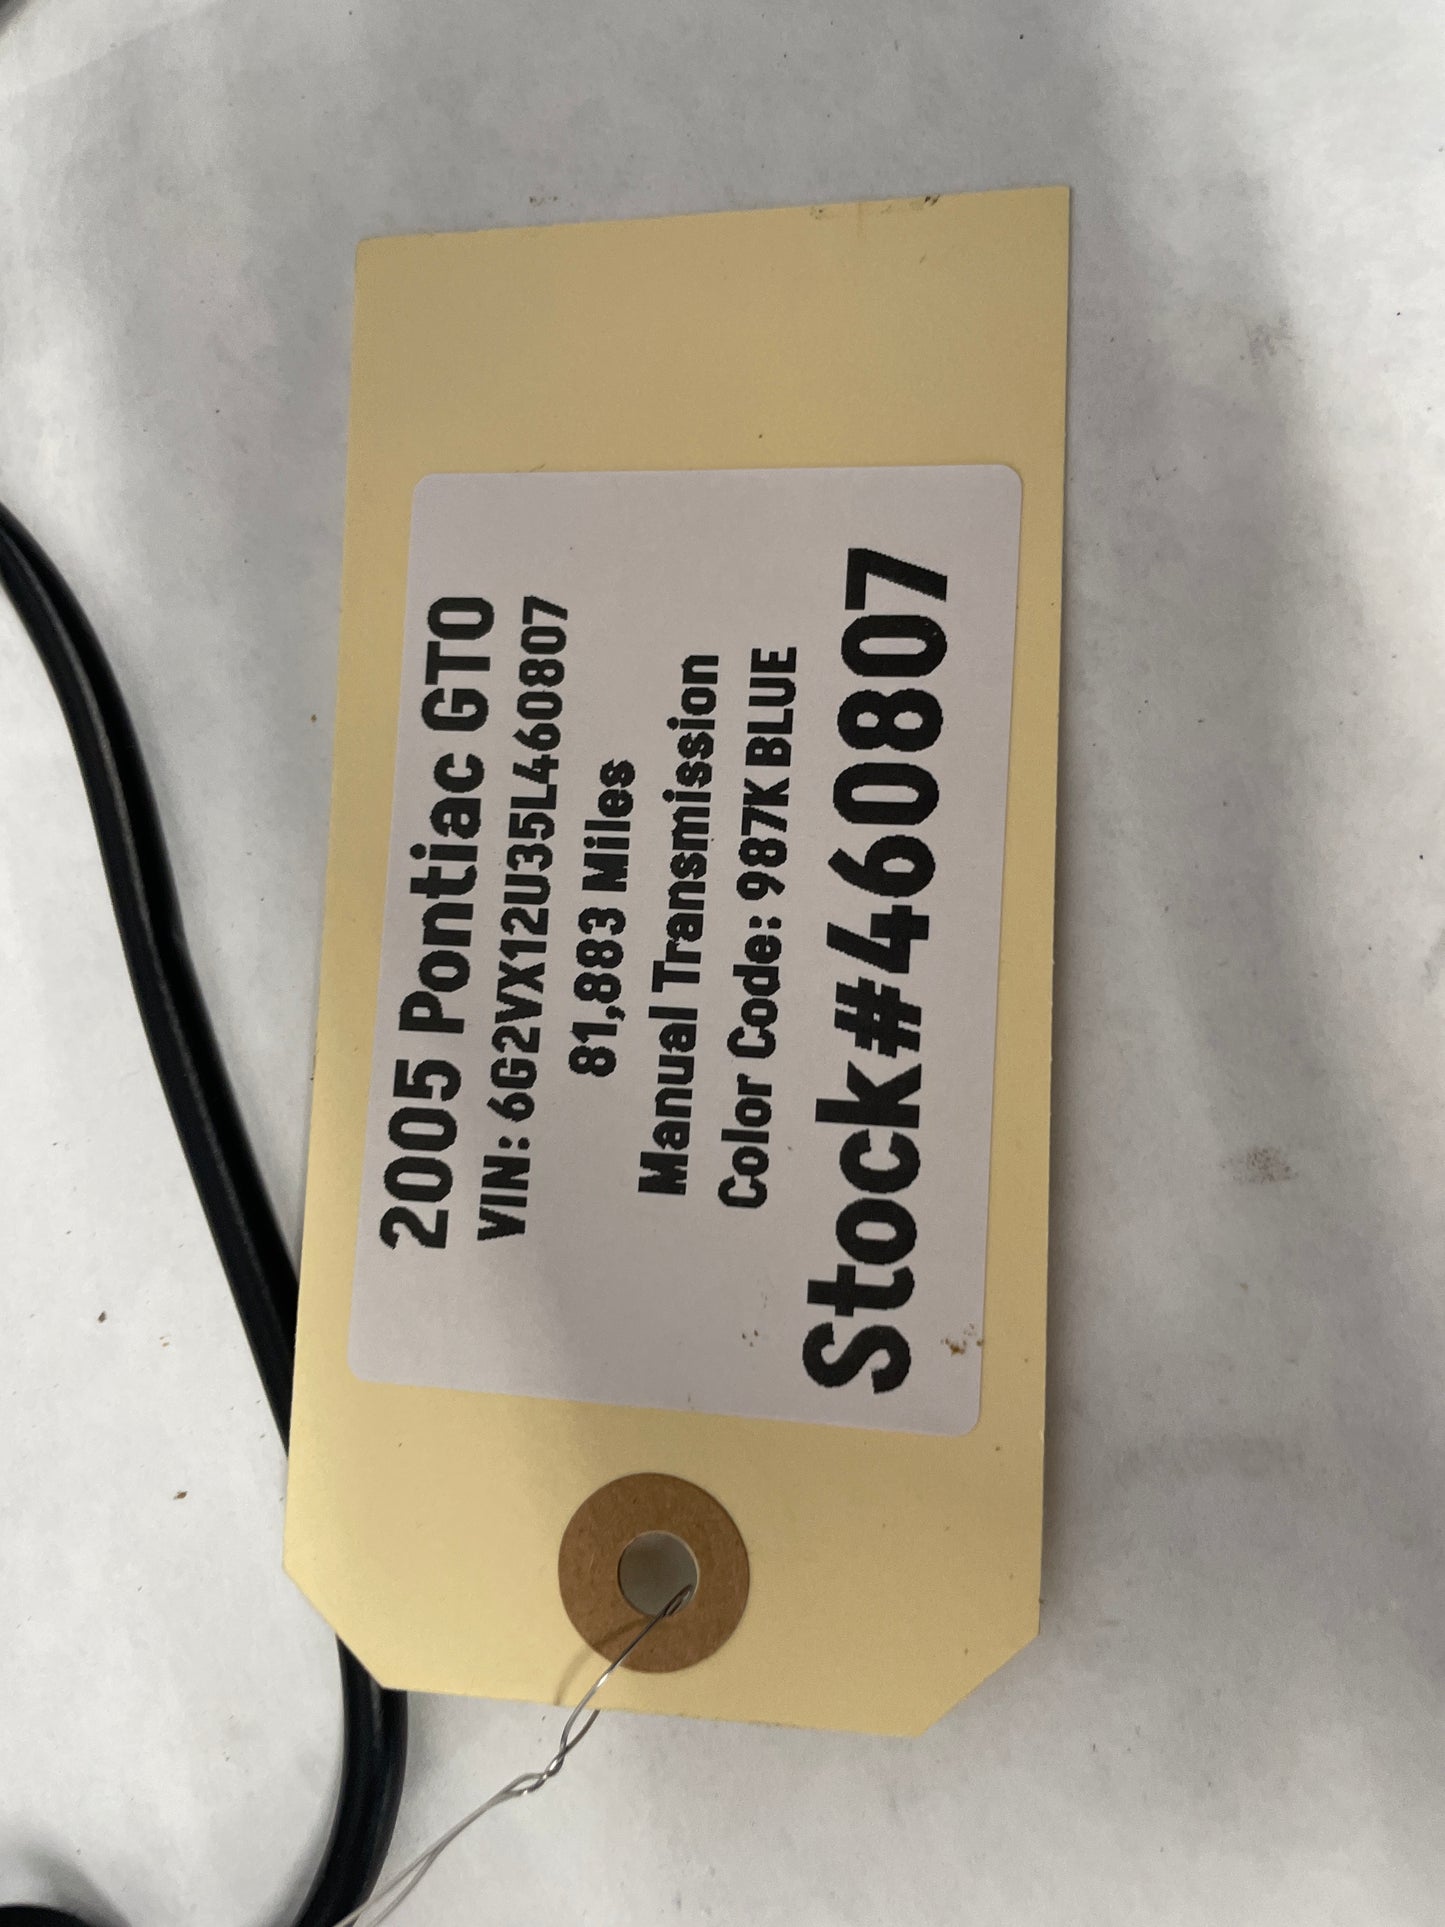 2005 Pontiac GTO
VIN: 6G2VX12U35L460807
81,883 Miles
Manual Transmission
Color Code: 987K BLUE
Stock#460807